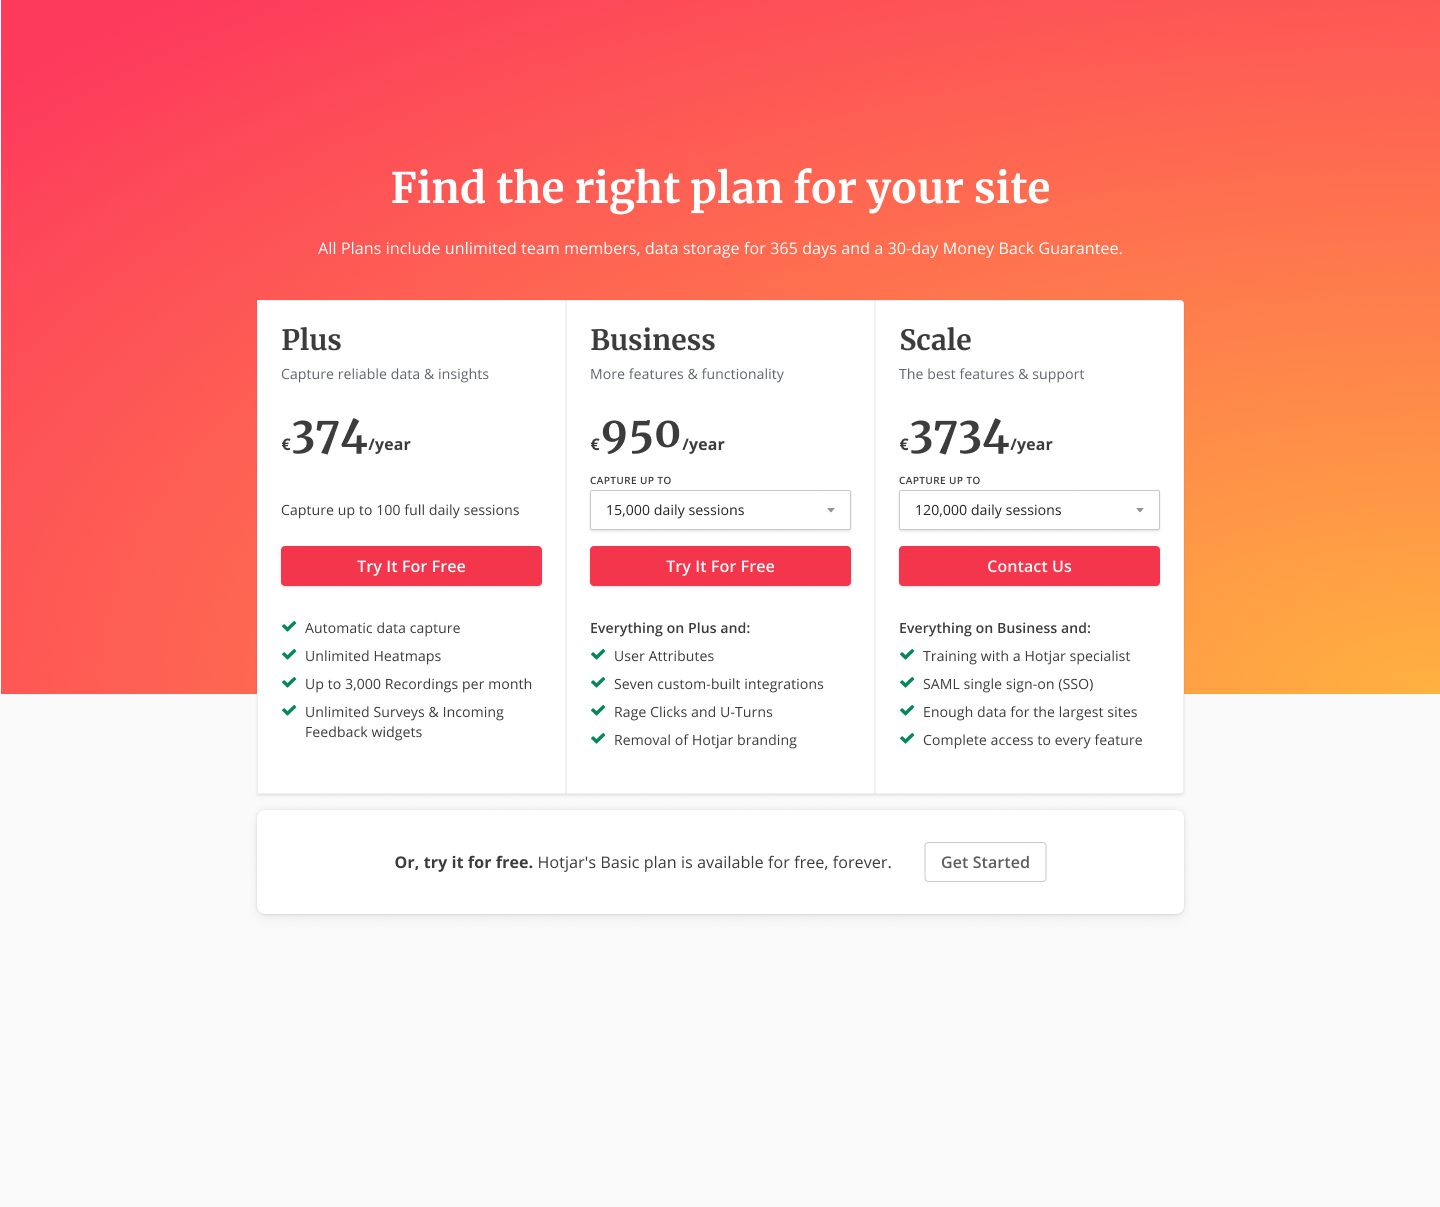 Find the right plan for your site
All Plans include unlimited team members, data storage for 365 days and a 30-day Money Back Guarantee.
Plus
Capture reliable data & insights
€374/year
Capture up to 100 full daily sessions
Try It For Free
Automatic data capture
Unlimited Heatmaps
Up to 3,000 Recordings per month
Unlimited Surveys & Incoming
Feedback widgets
Business
More features & functionality
€950/year
CAPTURE UP TO
15,000 daily sessions
Try It For Free
Everything on Plus and:
User Attributes
Seven custom-built integrations
Rage Clicks and U-Turns
Removal of Hotjar branding
Scale
The best features & support
€3734/year
CAPTURE UP TO
120,000 daily sessions
Contact Us
Everything on Business and:
Training with a Hotjar specialist
SAML single sign-on (SSO)
Enough data for the largest sites
Complete access to every feature
Or, try it for free. Hotjar's Basic plan is available for free, forever.
Get Started